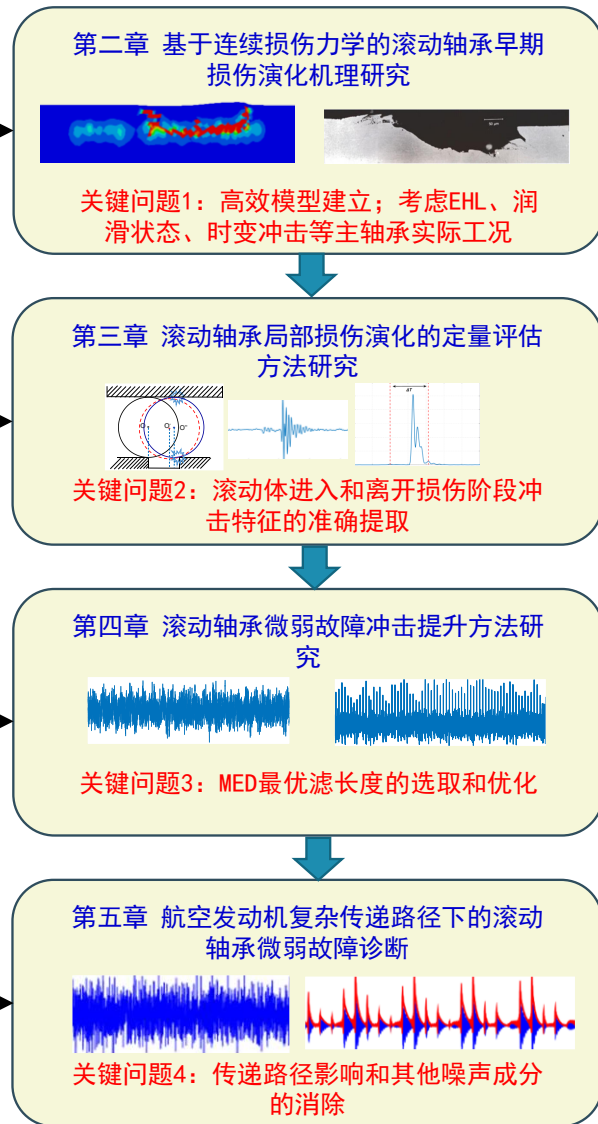 第二章 基于连续损伤力学的滚动轴承早期
损伤演化机理研究
关键问题1：高效模型建立；考虑EHL、润
滑状态、时变冲击等主轴承实际工况
第三章 滚动轴承局部损伤演化的定量评估
方法研究
ΔT
关键问题2：滚动体进入和离开损伤阶段冲
击特征的准确提取
第四章 滚动轴承微弱故障冲击提升方法研
究
关键问题3：MED最优滤长度的选取和优化
第五章 航空发动机复杂传递路径下的滚动
轴承微弱故障诊断
关键问题4：传递路径影响和其他噪声成分
的消除